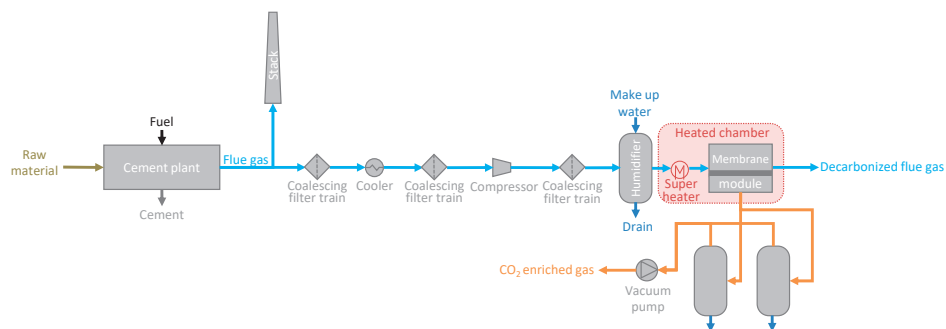 Stack
Make up
water
Fuel
Heated chamber
Raw
material
Cement plant
Flue gas
Humidifier
Membrane
module
Decarbonized flue gas
Coalescing
filter train
Cooler
Coalescing
filter train
Compressor
Coalescing
filter train
M
Super
heater
Cement
Drain
CO₂ enriched gas
Vacuum
pump